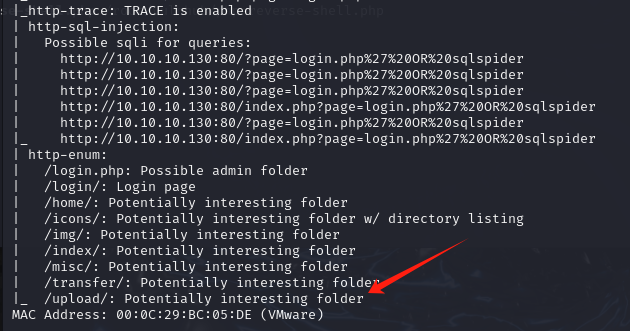 |_http-trace: TRACE is enabled
reverse-shell.php
| http-sql-injection:
|   Possible sqli for queries:
|     http://10.10.10.130:80/?page=login.php%27%20OR%20sqlspider
|     http://10.10.10.130:80/?page=login.php%27%20OR%20sqlspider
|     http://10.10.10.130:80/?page=login.php%27%20OR%20sqlspider
|     http://10.10.10.130:80/index.php?page=login.php%27%20OR%20sqlspider
|     http://10.10.10.130:80/?page=login.php%27%20OR%20sqlspider
|_    http://10.10.10.130:80/index.php?page=login.php%27%20OR%20sqlspider
| http-enum:
|   /login.php: Possible admin folder
|   /login/: Login page
|   /home/: Potentially interesting folder
|   /icons/: Potentially interesting folder w/ directory listing
|   /img/: Potentially interesting folder
|   /index/: Potentially interesting folder
|   /misc/: Potentially interesting folder
|   /transfer/: Potentially interesting folder
|_  /upload/: Potentially interesting folder
MAC Address: 00:0C:29:BC:05:DE (VMware)